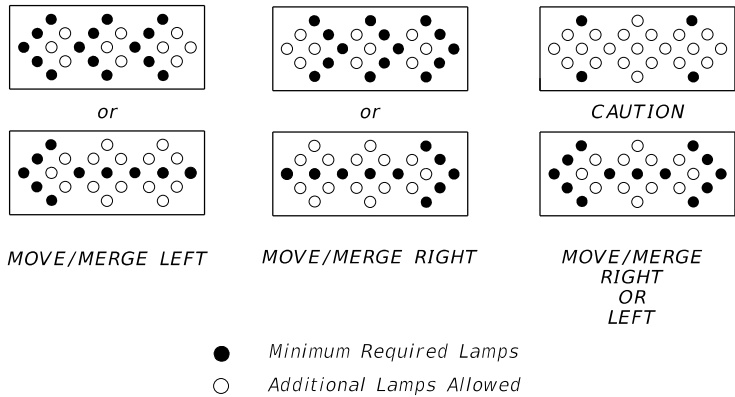 or
or
CAUTION
MOVE/MERGE LEFT
MOVE/MERGE RIGHT
MOVE/MERGE
RIGHT
OR
LEFT
Minimum Required Lamps
Additional Lamps Allowed